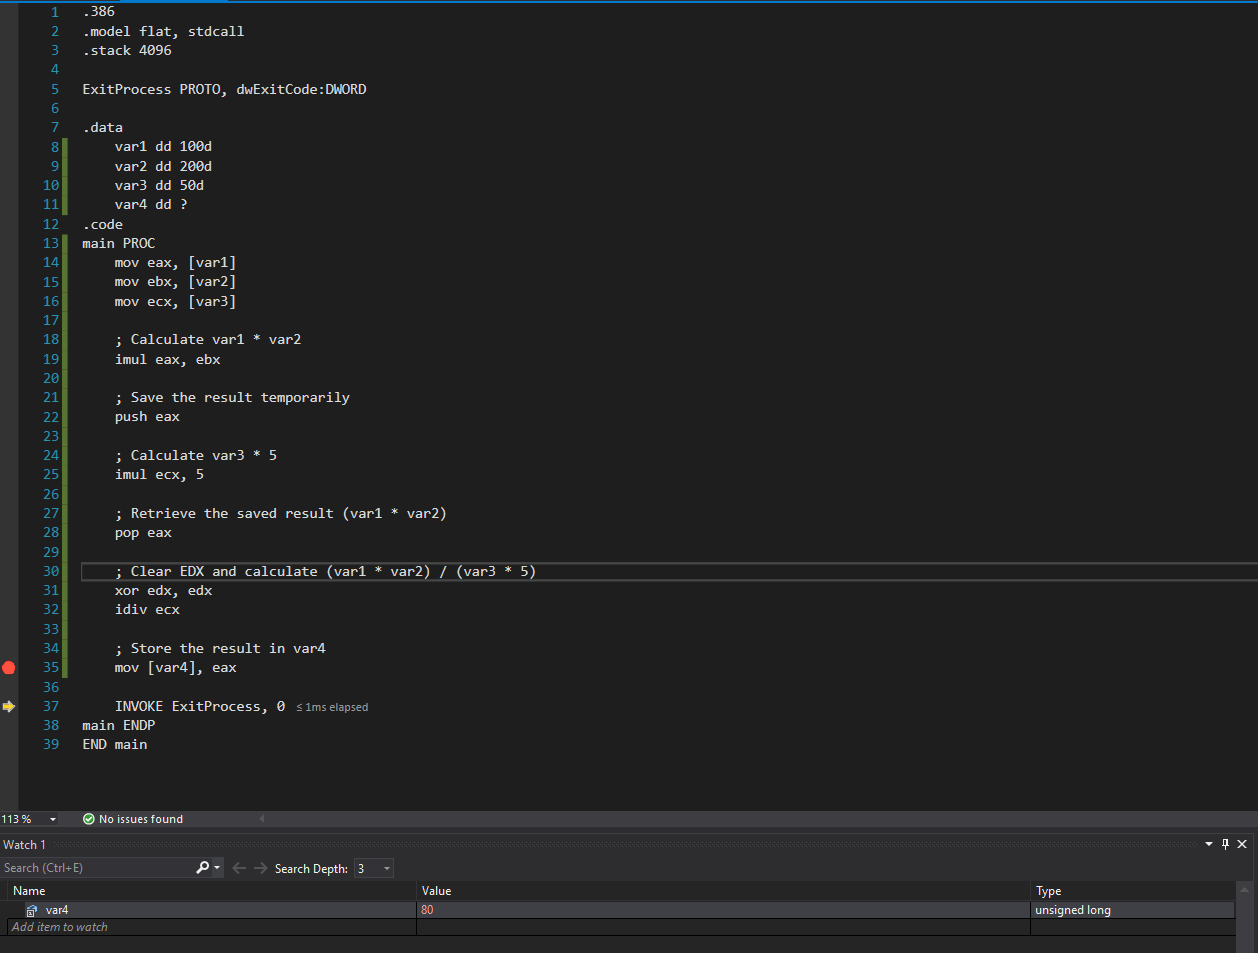 1 .386
2 .model flat, stdcall
3 .stack 4096
4
5 ExitProcess PROTO, dwExitCode:DWORD
6
7 .data
8 var1 dd 100d
9 var2 dd 200d
10 var3 dd 50d
11 var4 dd ?
12 .code
13 main PROC
14 mov eax, [var1]
15 mov ebx, [var2]
16 mov ecx, [var3]
17
18 ; Calculate var1 * var2
19 imul eax, ebx
20
21 ; Save the result temporarily
22 push eax
23
24 ; Calculate var3 * 5
25 imul ecx, 5
26
27 ; Retrieve the saved result (var1 * var2)
28 pop eax
29
30 ; Clear EDX and calculate (var1 * var2) / (var3 * 5)
31 xor edx, edx
32 idiv ecx
33
34 ; Store the result in var4
35 mov [var4], eax
36
37 INVOKE ExitProcess, 0 ≤ 1ms elapsed
38 main ENDP
39 END main
113 % No issues found
Watch 1
Search (Ctrl+E) Search Depth: 3
Name Value Type
var4 80 unsigned long
Add item to watch